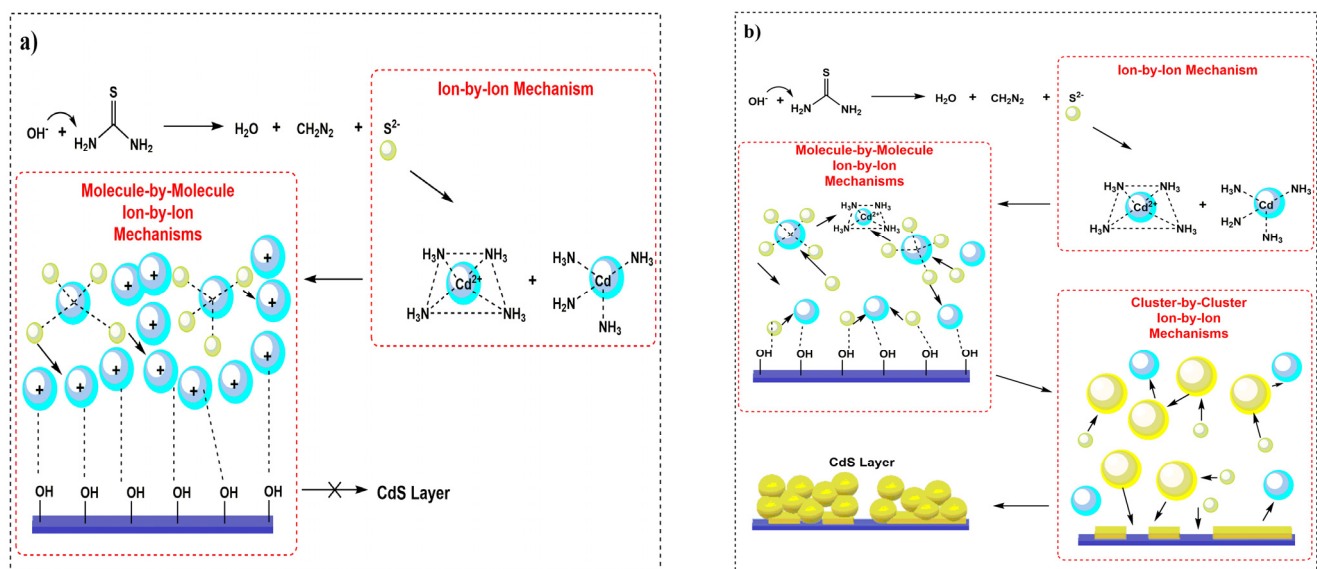 a)
Ion-by-Ion Mechanism
S
OH⁻ + H₂N NH₂ H₂O + CH₂N₂ + S²⁻
Molecule-by-Molecule
Ion-by-Ion
Mechanisms
H₃N NH₃
Cd²⁺
H₃N NH₃
+
H₃N NH₃
Cd
H₂N
NH₃
+ + +
+ + +
+
+ + + + + + +
OH OH OH OH OH OH
CdS Layer
b)
Ion-by-Ion Mechanism
S
OH⁻ + H₂N NH₂ H₂O + CH₂N₂ + S²⁻
Molecule-by-Molecule
Ion-by-Ion
Mechanisms
H₃N NH₃
Cd²⁺
H₃N NH₃
H₃N NH₃
Cd²⁺
H₃N NH₃
+
H₃N NH₃
Cd
H₂N
NH₃
OH OH OH OH OH OH
Cluster-by-Cluster
Ion-by-Ion
Mechanisms
CdS Layer